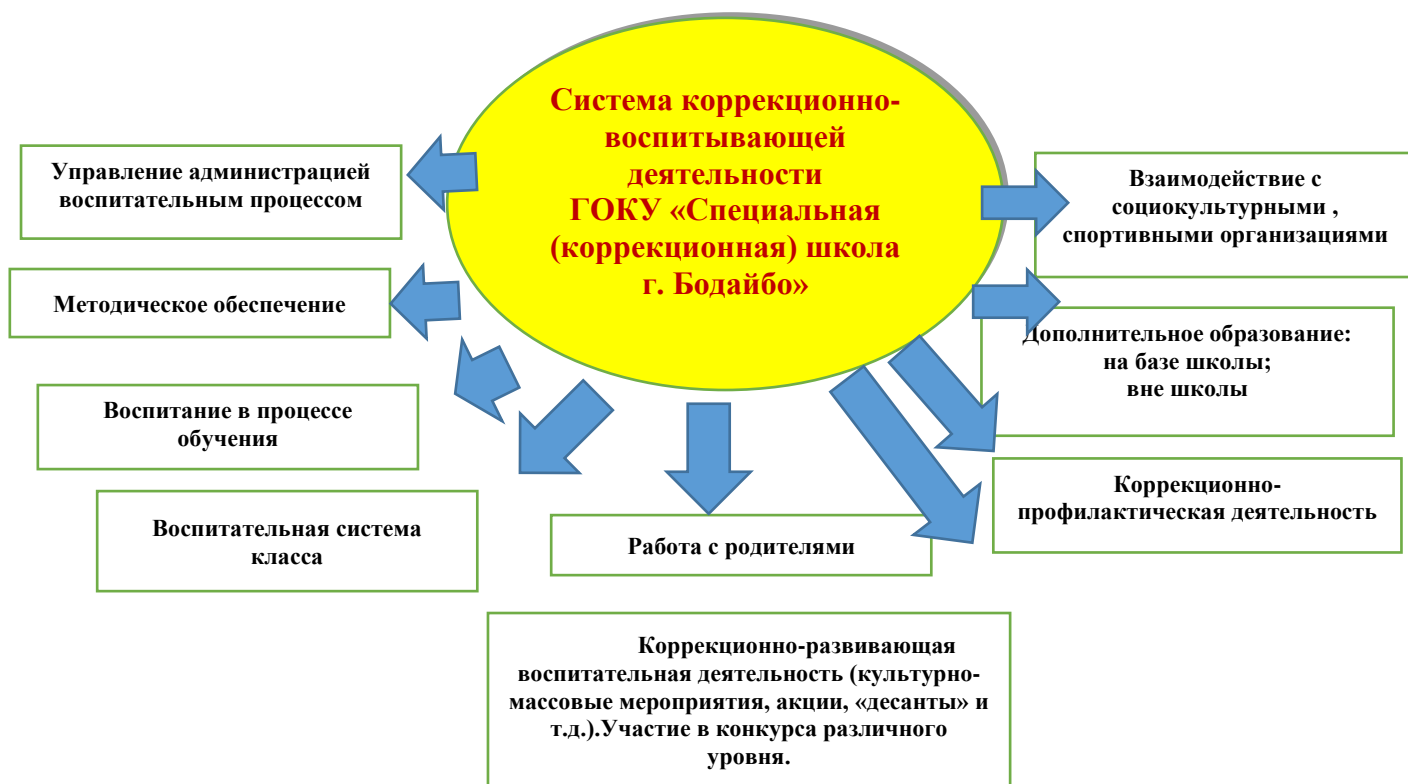 Система коррекционно-
воспитывающей
деятельности
ГОКУ «Специальная
(коррекционная) школа
г. Бодайбо»
Управление администрацией
воспитательным процессом
Методическое обеспечение
Воспитание в процессе
обучения
Воспитательная система
класса
Работа с родителями
Коррекционно-развивающая
воспитательная деятельность (культурно-
массовые мероприятия, акции, «десанты» и
т.д.).Участие в конкурса различного
уровня.
Взаимодействие с
социокультурными ,
спортивными организациями
Дополнительное образование:
на базе школы;
вне школы
Коррекционно-
профилактическая деятельность